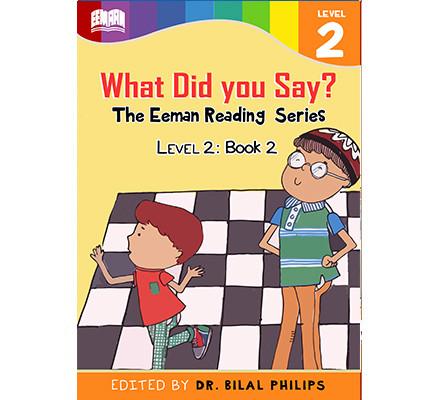 EEMAAN
LEVEL
2
What Did you Say?
The Eeman Reading Series
LEVEL 2: BOOK 2
EDITED BY DR. BILAL PHILIPS